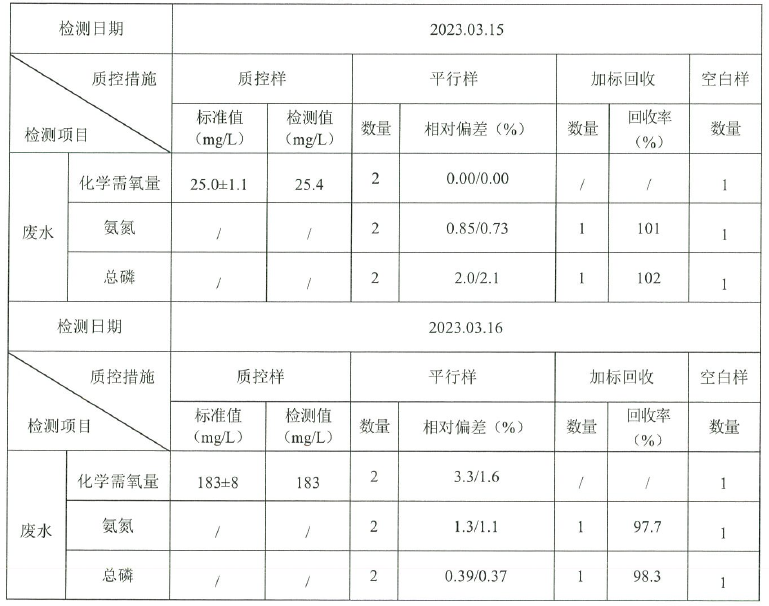 检测日期 2023.03.15
质控措施 质控样 平行样 加标回收 空白样
检测项目 标准值(mg/L) 检测值(mg/L) 数量 相对偏差（%） 数量 回收率(%) 数量
废水 化学需氧量 25.0±1.1 25.4 2 0.00/0.00 / / 1
氨氮 / / 2 0.85/0.73 1 101 1
总磷 / / 2 2.0/2.1 1 102 1
检测日期 2023.03.16
质控措施 质控样 平行样 加标回收 空白样
检测项目 标准值(mg/L) 检测值(mg/L) 数量 相对偏差（%） 数量 回收率(%) 数量
废水 化学需氧量 183±8 183 2 3.3/1.6 / / 1
氨氮 / / 2 1.3/1.1 1 97.7 1
总磷 / / 2 0.39/0.37 1 98.3 1